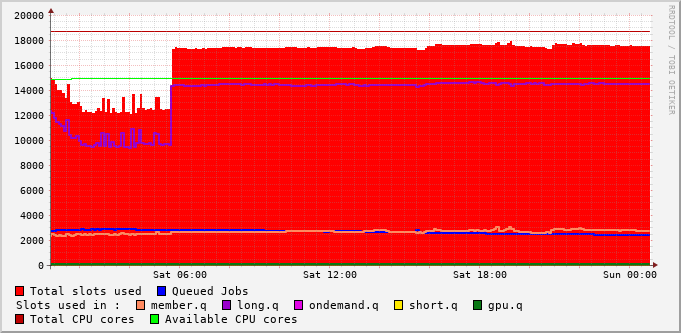 20000
18000
16000
14000
12000
10000
8000
6000
4000
2000
0
Sat 06:00 Sat 12:00 Sat 18:00 Sun 00:00
RRDTOOL / TOBI OETIKER
Total slots used Queued Jobs
Slots used in : member.q long.q ondemand.q short.q gpu.q
Total CPU cores Available CPU cores